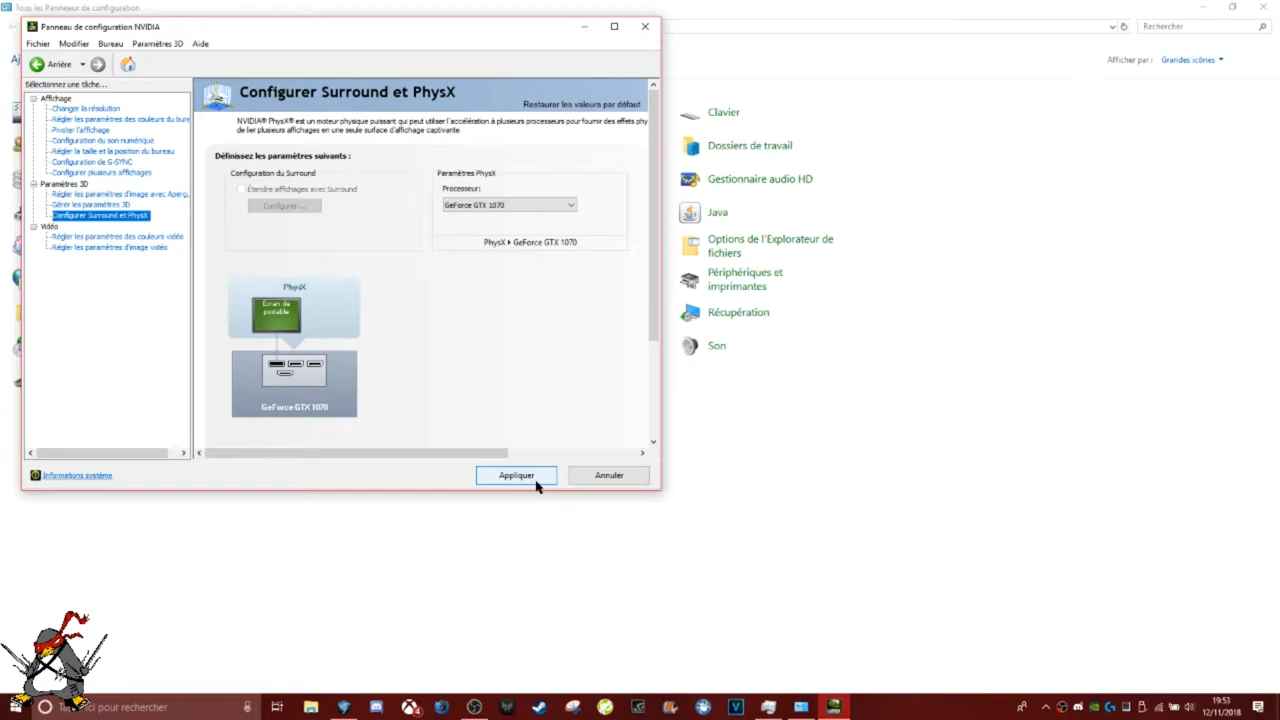 Tous les Panneaux de configuration
Panneau de configuration NVIDIA
Fichier Modifier Bureau Paramètres 3D Aide
Arrière
Rechercher
Afficher par : Grandes icônes
Sélectionnez une tâche...
Affichage
Changer la résolution
Régler les paramètres des couleurs du bure
Pivoter l'affichage
Configuration du son numérique
Régler la taille et la position du bureau
Configuration de G-SYNC
Configurer plusieurs affichages
Paramètres 3D
Régler les paramètres d'image avec Aperç
Gérer les paramètres 3D
Configurer Surround et PhysX
Vidéo
Régler les paramètres des couleurs vidéo
Régler les paramètres d'image vidéo
Informations système
Configurer Surround et PhysX
Restaurer les valeurs par défaut
NVIDIA® PhysX® est un moteur physique puissant qui peut utiliser l'accélération à plusieurs processeurs pour fournir des effets phy
de lier plusieurs affichages en une seule surface d'affichage captivante.
Définissez les paramètres suivants :
Configuration du Surround
Étendre affichages avec Surround
Configurer...
Paramètres PhysX
Processeur:
GeForce GTX 1070
PhysX GeForce GTX 1070
PhysX
Écran de
portable
GeForce GTX 1070
Appliquer
Annuler
Clavier
Dossiers de travail
Gestionnaire audio HD
Java
Options de l'Explorateur de
fichiers
Périphériques et
imprimantes
Récupération
Son
ici pour rechercher
4
V
19:53
12/11/2018